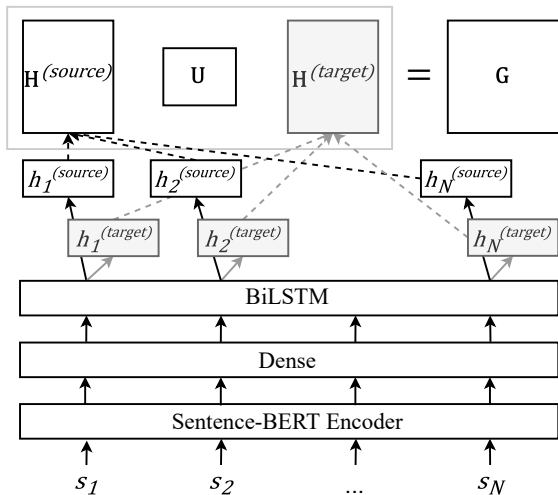 H(source) U H(target) = G
h1(source) h2(source) hN(source)
h1(target) h2(target) hN(target)
BiLSTM
Dense
Sentence-BERT Encoder
s1 s2 ... sN